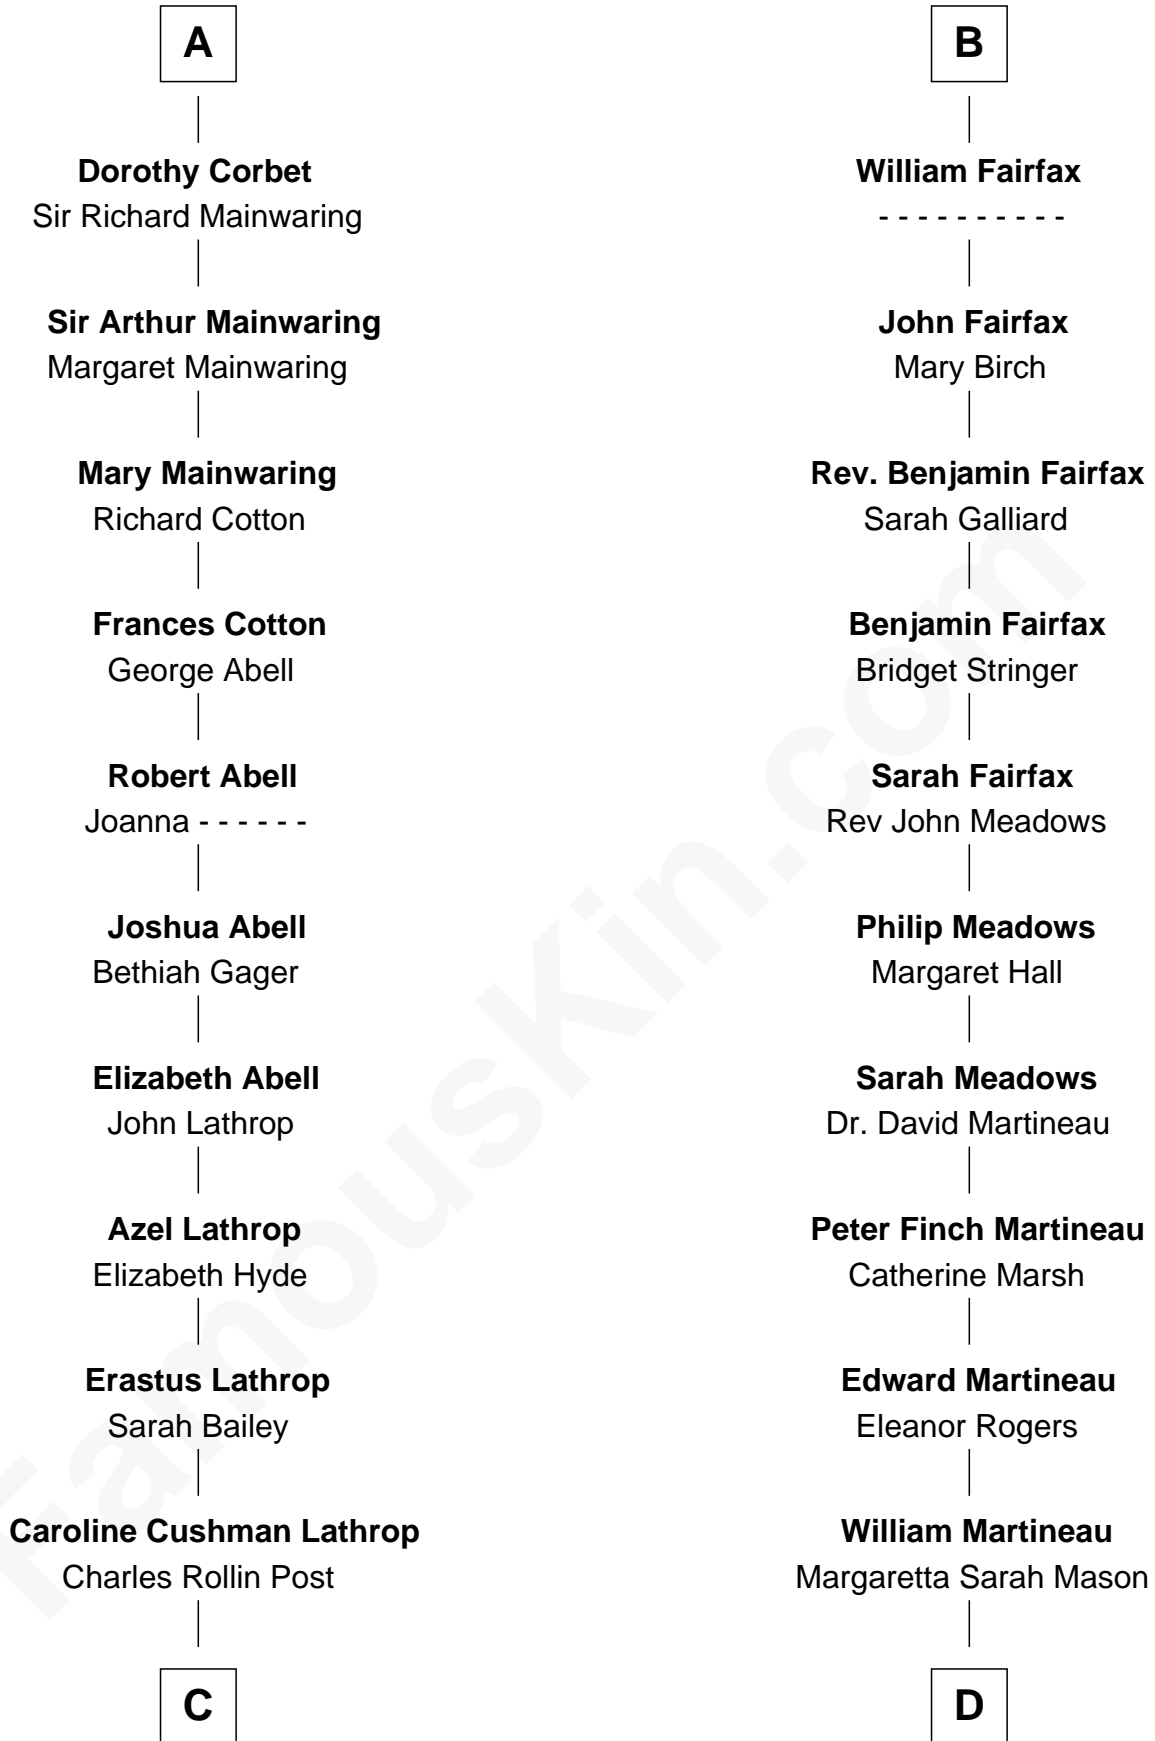 A
Dorothy Corbet
Sir Richard Mainwaring
Sir Arthur Mainwaring
Margaret Mainwaring
Mary Mainwaring
Richard Cotton
Frances Cotton
George Abell
Robert Abell
Joanna - - - - - -
Joshua Abell
Bethiah Gager
Elizabeth Abell
John Lathrop
Azel Lathrop
Elizabeth Hyde
Erastus Lathrop
Sarah Bailey
Caroline Cushman Lathrop
Charles Rollin Post
C
B
William Fairfax
- - - - - - - - - -
John Fairfax
Mary Birch
Rev. Benjamin Fairfax
Sarah Galliard
Benjamin Fairfax
Bridget Stringer
Sarah Fairfax
Rev John Meadows
Philip Meadows
Margaret Hall
Sarah Meadows
Dr. David Martineau
Peter Finch Martineau
Catherine Marsh
Edward Martineau
Eleanor Rogers
William Martineau
Margaretta Sarah Mason
D
FamousKin.com